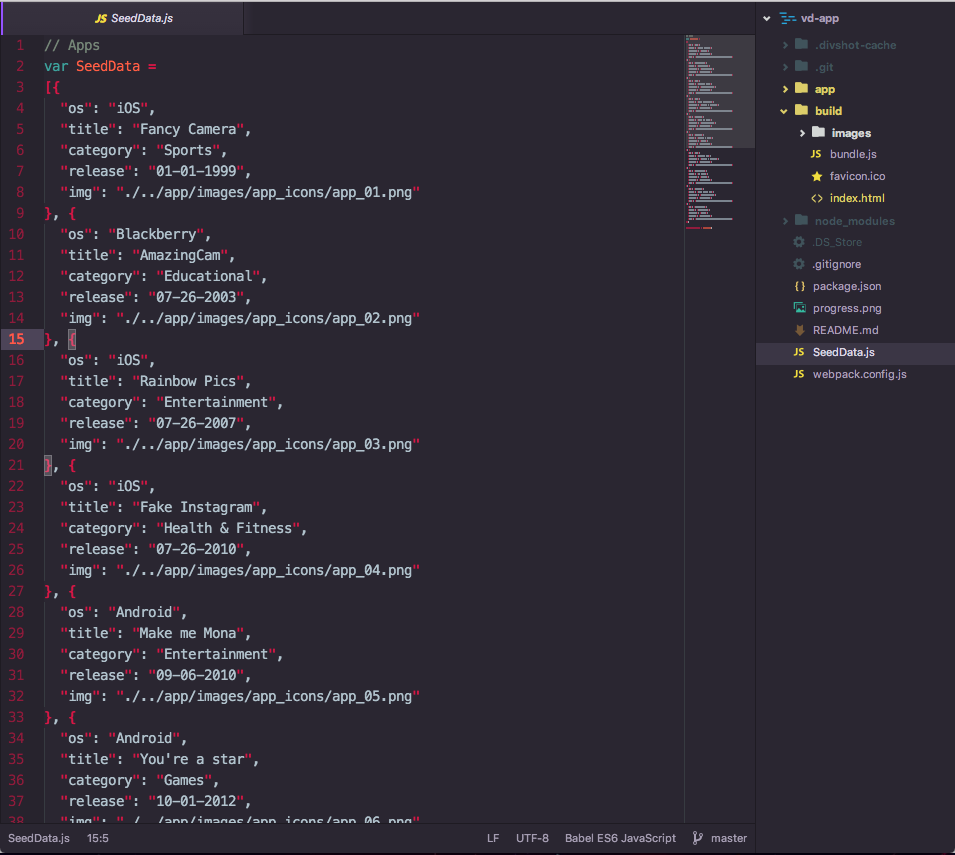 JS SeedData.js
1 // Apps
2 var SeedData =
3 [{
4 "os": "iOS",
5 "title": "Fancy Camera",
6 "category": "Sports",
7 "release": "01-01-1999",
8 "img": "./../app/images/app_icons/app_01.png"
9 }, {
10 "os": "Blackberry",
11 "title": "AmazingCam",
12 "category": "Educational",
13 "release": "07-26-2003",
14 "img": "./../app/images/app_icons/app_02.png"
15 }, {
16 "os": "iOS",
17 "title": "Rainbow Pics",
18 "category": "Entertainment",
19 "release": "07-26-2007",
20 "img": "./../app/images/app_icons/app_03.png"
21 }, {
22 "os": "iOS",
23 "title": "Fake Instagram",
24 "category": "Health & Fitness",
25 "release": "07-26-2010",
26 "img": "./../app/images/app_icons/app_04.png"
27 }, {
28 "os": "Android",
29 "title": "Make me Mona",
30 "category": "Entertainment",
31 "release": "09-06-2010",
32 "img": "./../app/images/app_icons/app_05.png"
33 }, {
34 "os": "Android",
35 "title": "You're a star",
36 "category": "Games",
37 "release": "10-01-2012",
38 "img": "./../app/images/app_icons/app_06.png"
vd-app
.divshot-cache
.git
app
build
images
JS bundle.js
favicon.ico
<> index.html
node_modules
.DS_Store
.gitignore
{} package.json
progress.png
README.md
JS SeedData.js
JS webpack.config.js
SeedData.js 15:5 LF UTF-8 Babel ES6 JavaScript master